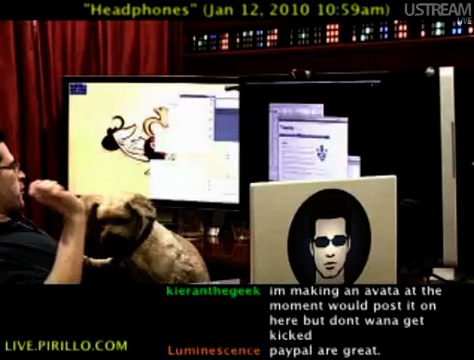 "Headphones" (Jan 12, 2010 10:59am)
USTREAM
LIVE
kieranthegeek im making an avata at the
moment would post it on
here but dont wana get
kicked
LIVE.PIRILLO.COM
Luminescence paypal are great.